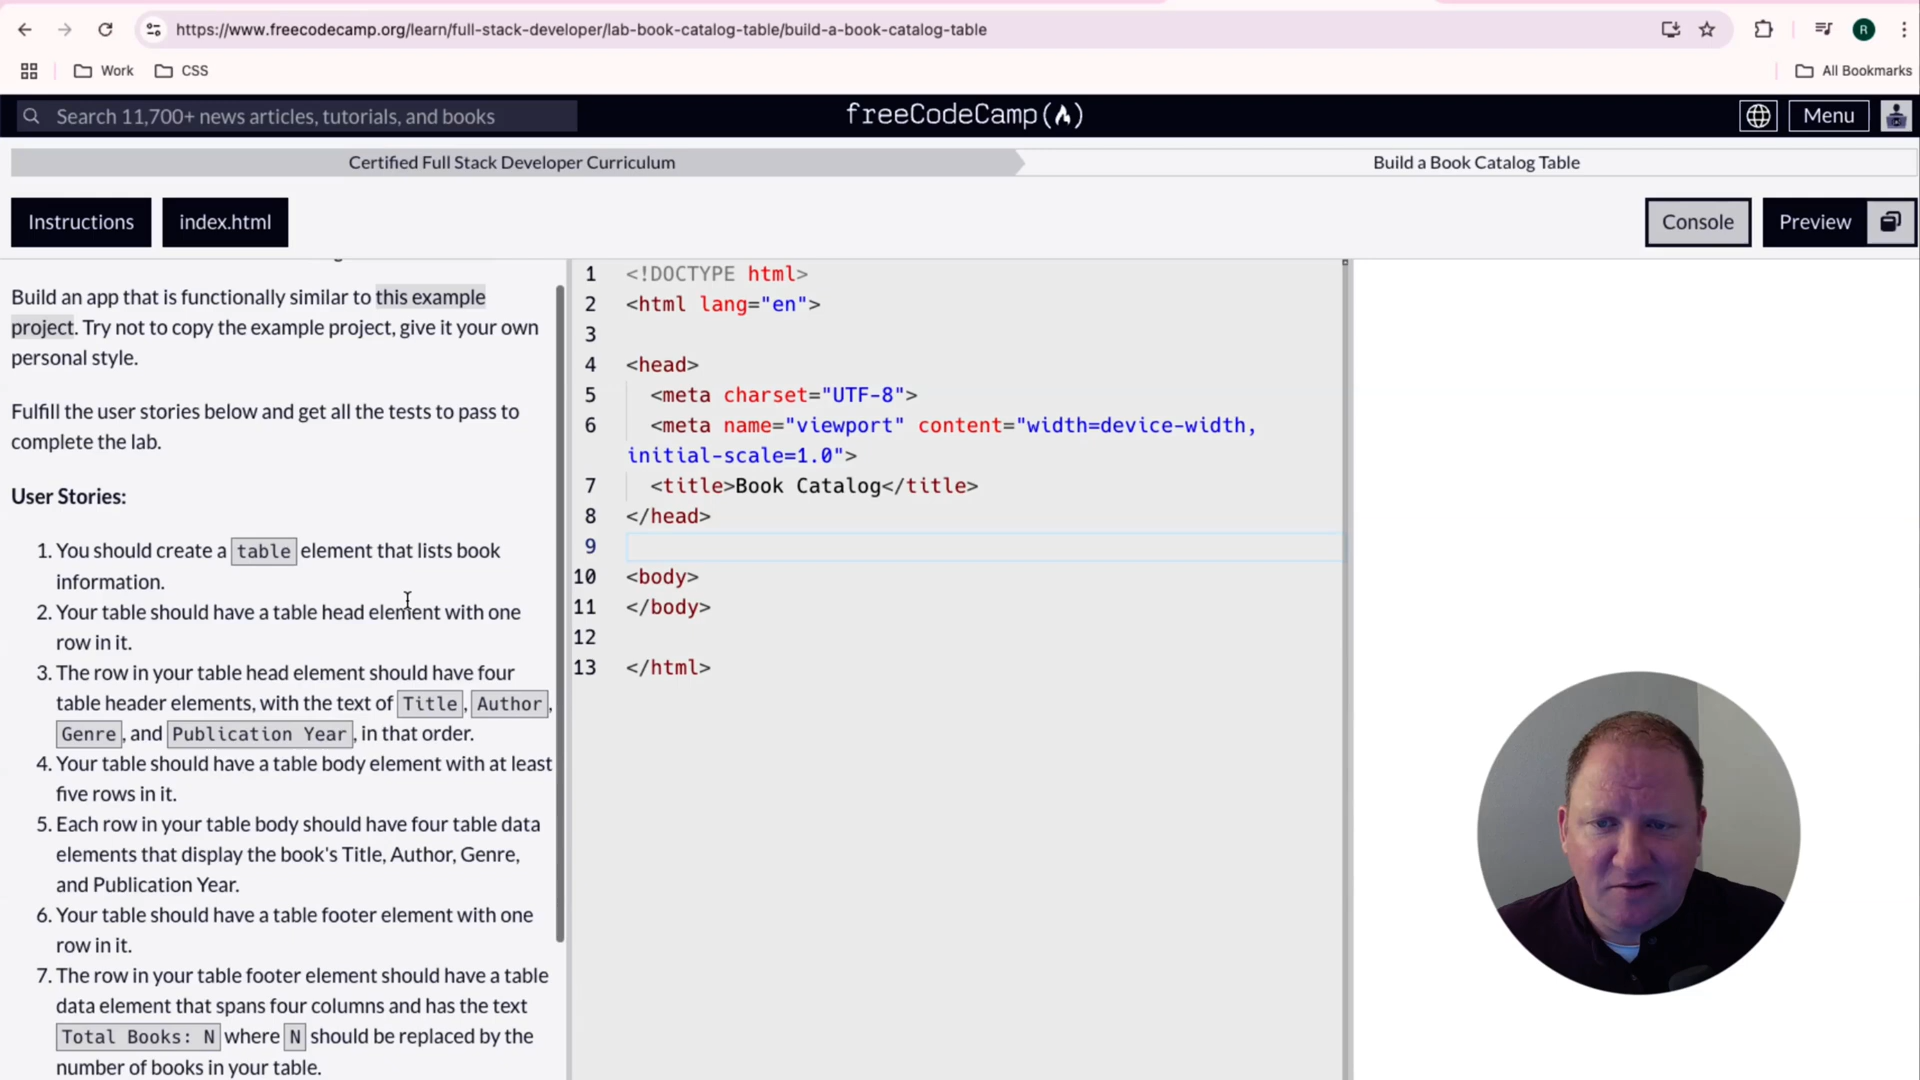 https://www.freecodecamp.org/learn/full-stack-developer/lab-book-catalog-table/build-a-book-catalog-table
R
Work
CSS
All Bookmarks
Search 11,700+ news articles, tutorials, and books
freeCodeCamp
Menu
Certified Full Stack Developer Curriculum
Build a Book Catalog Table
Instructions
index.html
Console
Preview
Build an app that is functionally similar to this example
project. Try not to copy the example project, give it your own
personal style.
Fulfill the user stories below and get all the tests to pass to
complete the lab.
User Stories:
1. You should create a table element that lists book
information.
2. Your table should have a table head element with one
row in it.
3. The row in your table head element should have four
table header elements, with the text of Title, Author,
Genre, and Publication Year, in that order.
4. Your table should have a table body element with at least
five rows in it.
5. Each row in your table body should have four table data
elements that display the book's Title, Author, Genre,
and Publication Year.
6. Your table should have a table footer element with one
row in it.
7. The row in your table footer element should have a table
data element that spans four columns and has the text
Total Books: N where N should be replaced by the
number of books in your table.
1 <!DOCTYPE html>
2 <html lang="en">
3
4 <head>
5 <meta charset="UTF-8">
6 <meta name="viewport" content="width=device-width,
initial-scale=1.0">
7 <title>Book Catalog</title>
8 </head>
9
10 <body>
11 </body>
12
13 </html>